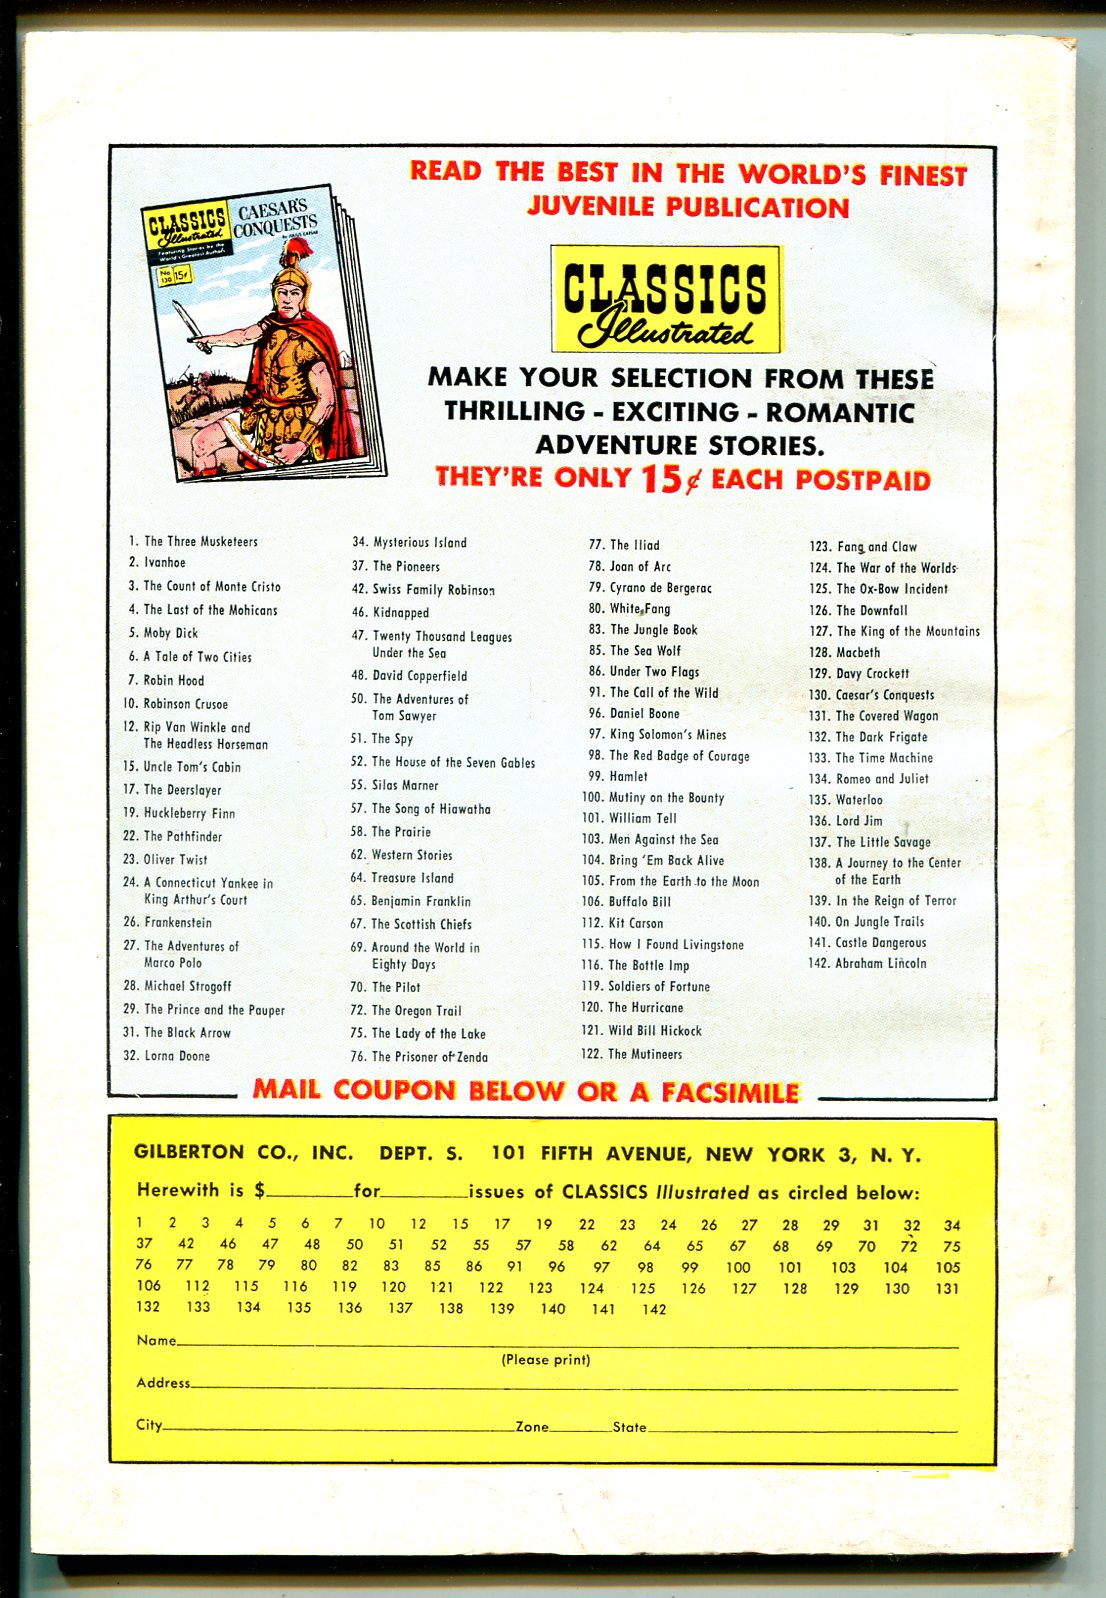 CLASSICS
Illustrated
Featuring Stories by the
World's Greatest Authors
No
130
15¢
CAESAR'S
CONQUESTS
by JULIUS CAESAR
READ THE BEST IN THE WORLD'S FINEST
JUVENILE PUBLICATION
CLASSICS
Illustrated
MAKE YOUR SELECTION FROM THESE
THRILLING - EXCITING - ROMANTIC
ADVENTURE STORIES.
THEY'RE ONLY 15¢ EACH POSTPAID
1. The Three Musketeers
2. Ivanhoe
3. The Count of Monte Cristo
4. The Last of the Mohicans
5. Moby Dick
6. A Tale of Two Cities
7. Robin Hood
10. Robinson Crusoe
12. Rip Van Winkle and
The Headless Horseman
15. Uncle Tom's Cabin
17. The Deerslayer
19. Huckleberry Finn
22. The Pathfinder
23. Oliver Twist
24. A Connecticut Yankee in
King Arthur's Court
26. Frankenstein
27. The Adventures of
Marco Polo
28. Michael Strogoff
29. The Prince and the Pauper
31. The Black Arrow
32. Lorna Doone
34. Mysterious Island
37. The Pioneers
42. Swiss Family Robinson
46. Kidnapped
47. Twenty Thousand Leagues
Under the Sea
48. David Copperfield
50. The Adventures of
Tom Sawyer
51. The Spy
52. The House of the Seven Gables
55. Silas Marner
57. The Song of Hiawatha
58. The Prairie
62. Western Stories
64. Treasure Island
65. Benjamin Franklin
67. The Scottish Chiefs
69. Around the World in
Eighty Days
70. The Pilot
72. The Oregon Trail
75. The Lady of the Lake
76. The Prisoner of Zenda
77. The Iliad
78. Joan of Arc
79. Cyrano de Bergerac
80. White Fang
83. The Jungle Book
85. The Sea Wolf
86. Under Two Flags
91. The Call of the Wild
96. Daniel Boone
97. King Solomon's Mines
98. The Red Badge of Courage
99. Hamlet
100. Mutiny on the Bounty
101. William Tell
103. Men Against the Sea
104. Bring 'Em Back Alive
105. From the Earth to the Moon
106. Buffalo Bill
112. Kit Carson
115. How I Found Livingstone
116. The Bottle Imp
119. Soldiers of Fortune
120. The Hurricane
121. Wild Bill Hickock
122. The Mutineers
123. Fang and Claw
124. The War of the Worlds
125. The Ox-Bow Incident
126. The Downfall
127. The King of the Mountains
128. Macbeth
129. Davy Crockett
130. Caesar's Conquests
131. The Covered Wagon
132. The Dark Frigate
133. The Time Machine
134. Romeo and Juliet
135. Waterloo
136. Lord Jim
137. The Little Savage
138. A Journey to the Center
of the Earth
139. In the Reign of Terror
140. On Jungle Trails
141. Castle Dangerous
142. Abraham Lincoln
MAIL COUPON BELOW OR A FACSIMILE
GILBERTON CO., INC. DEPT. S. 101 FIFTH AVENUE, NEW YORK 3, N. Y.
Herewith is $________for________issues of CLASSICS Illustrated as circled below:
1 2 3 4 5 6 7 10 12 15 17 19 22 23 24 26 27 28 29 31 32 34
37 42 46 47 48 50 51 52 55 57 58 62 64 65 67 68 69 70 72 75
76 77 78 79 80 82 83 85 86 91 96 97 98 99 100 101 103 104 105
106 112 115 116 119 120 121 122 123 124 125 126 127 128 129 130 131
132 133 134 135 136 137 138 139 140 141 142
Name
(Please print)
Address
City Zone State